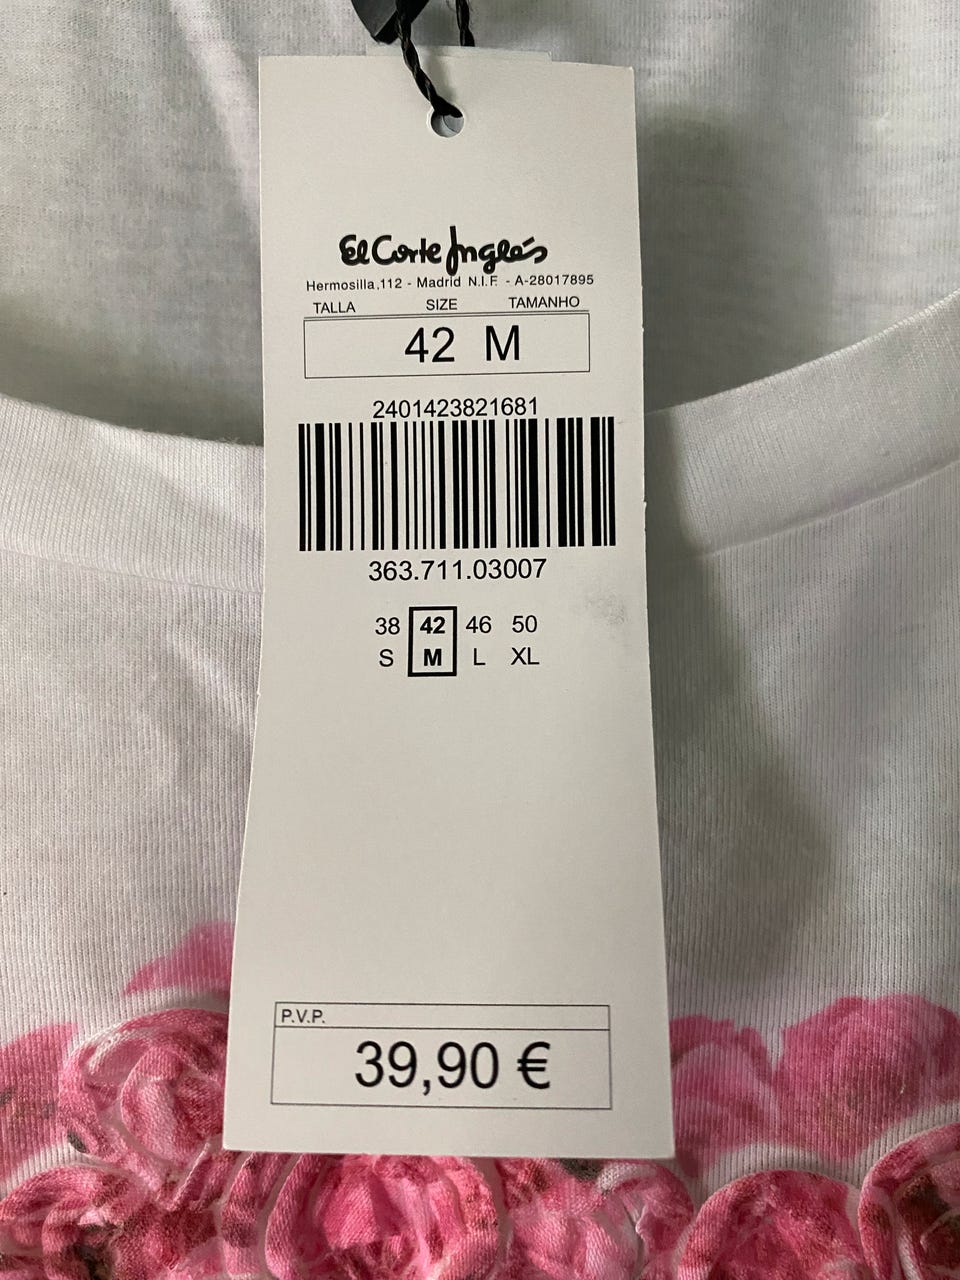 El Corte Inglés
Hermosilla,112 - Madrid N.I.F. - A-28017895
TALLA SIZE TAMANHO
42 M
2401423821681
363.711.03007
38 42 46 50
S M L XL
P.V.P.
39,90 €